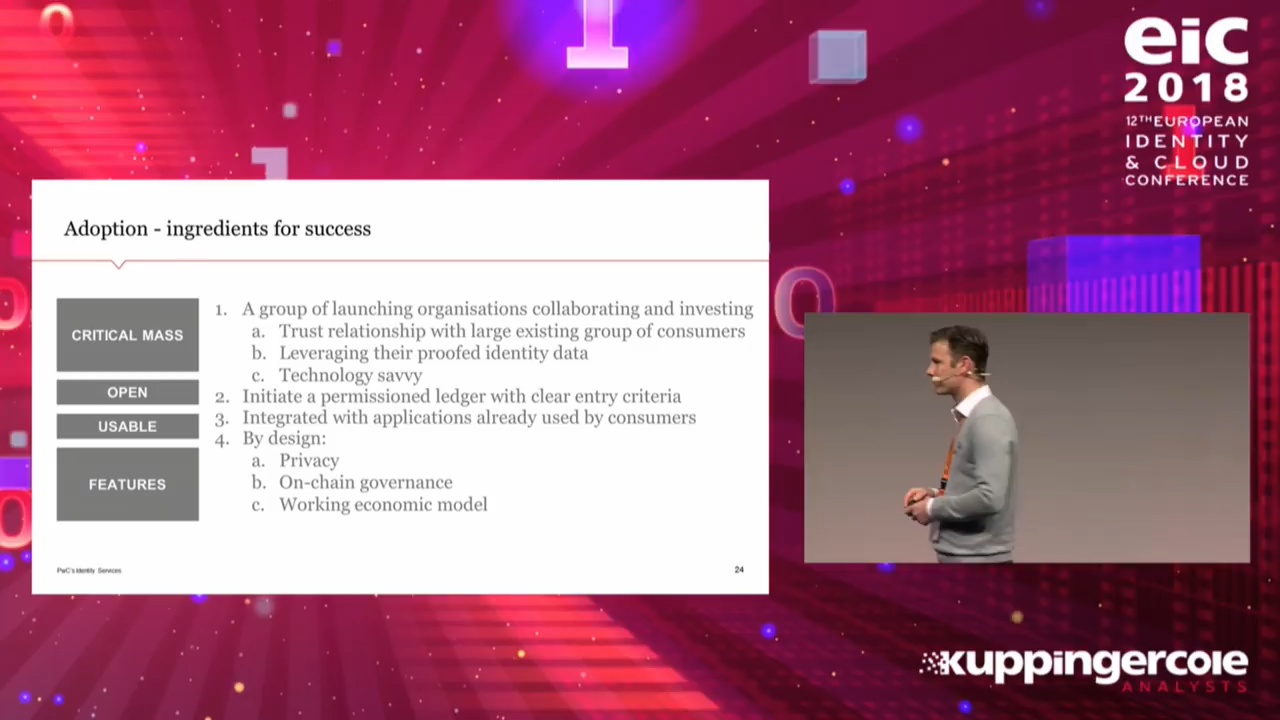 eic
2018
12TH EUROPEAN
IDENTITY
& CLOUD
CONFERENCE
Adoption - ingredients for success
CRITICAL MASS
1. A group of launching organisations collaborating and investing
a. Trust relationship with large existing group of consumers
b. Leveraging their proofed identity data
c. Technology savvy
OPEN
2. Initiate a permissioned ledger with clear entry criteria
USABLE
3. Integrated with applications already used by consumers
FEATURES
4. By design:
a. Privacy
b. On-chain governance
c. Working economic model
PwC's Identity Services
24
kuppingercole
ANALYSTS